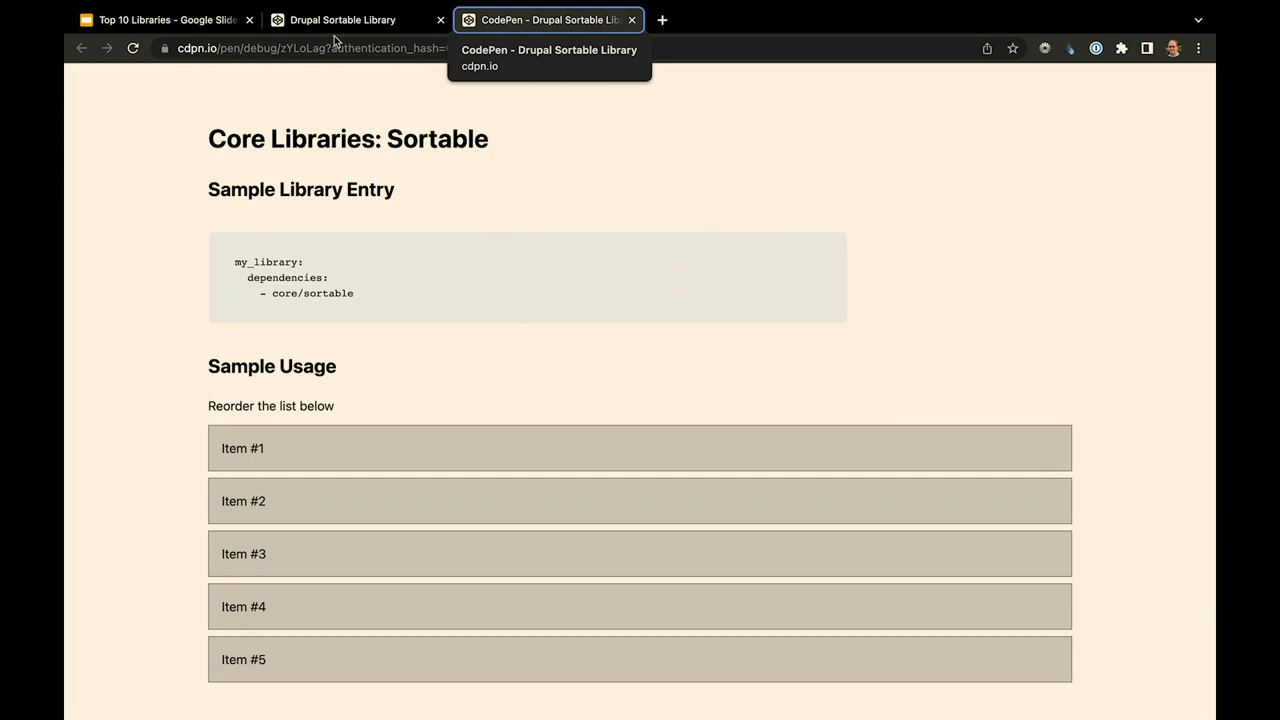 Top 10 Libraries - Google Slide
Drupal Sortable Library
CodePen - Drupal Sortable Lib
cdpn.io/pen/debug/zYLoLag?authentication_hash=
CodePen - Drupal Sortable Library
cdpn.io
Core Libraries: Sortable
Sample Library Entry
my_library:
dependencies:
- core/sortable
Sample Usage
Reorder the list below
Item #1
Item #2
Item #3
Item #4
Item #5